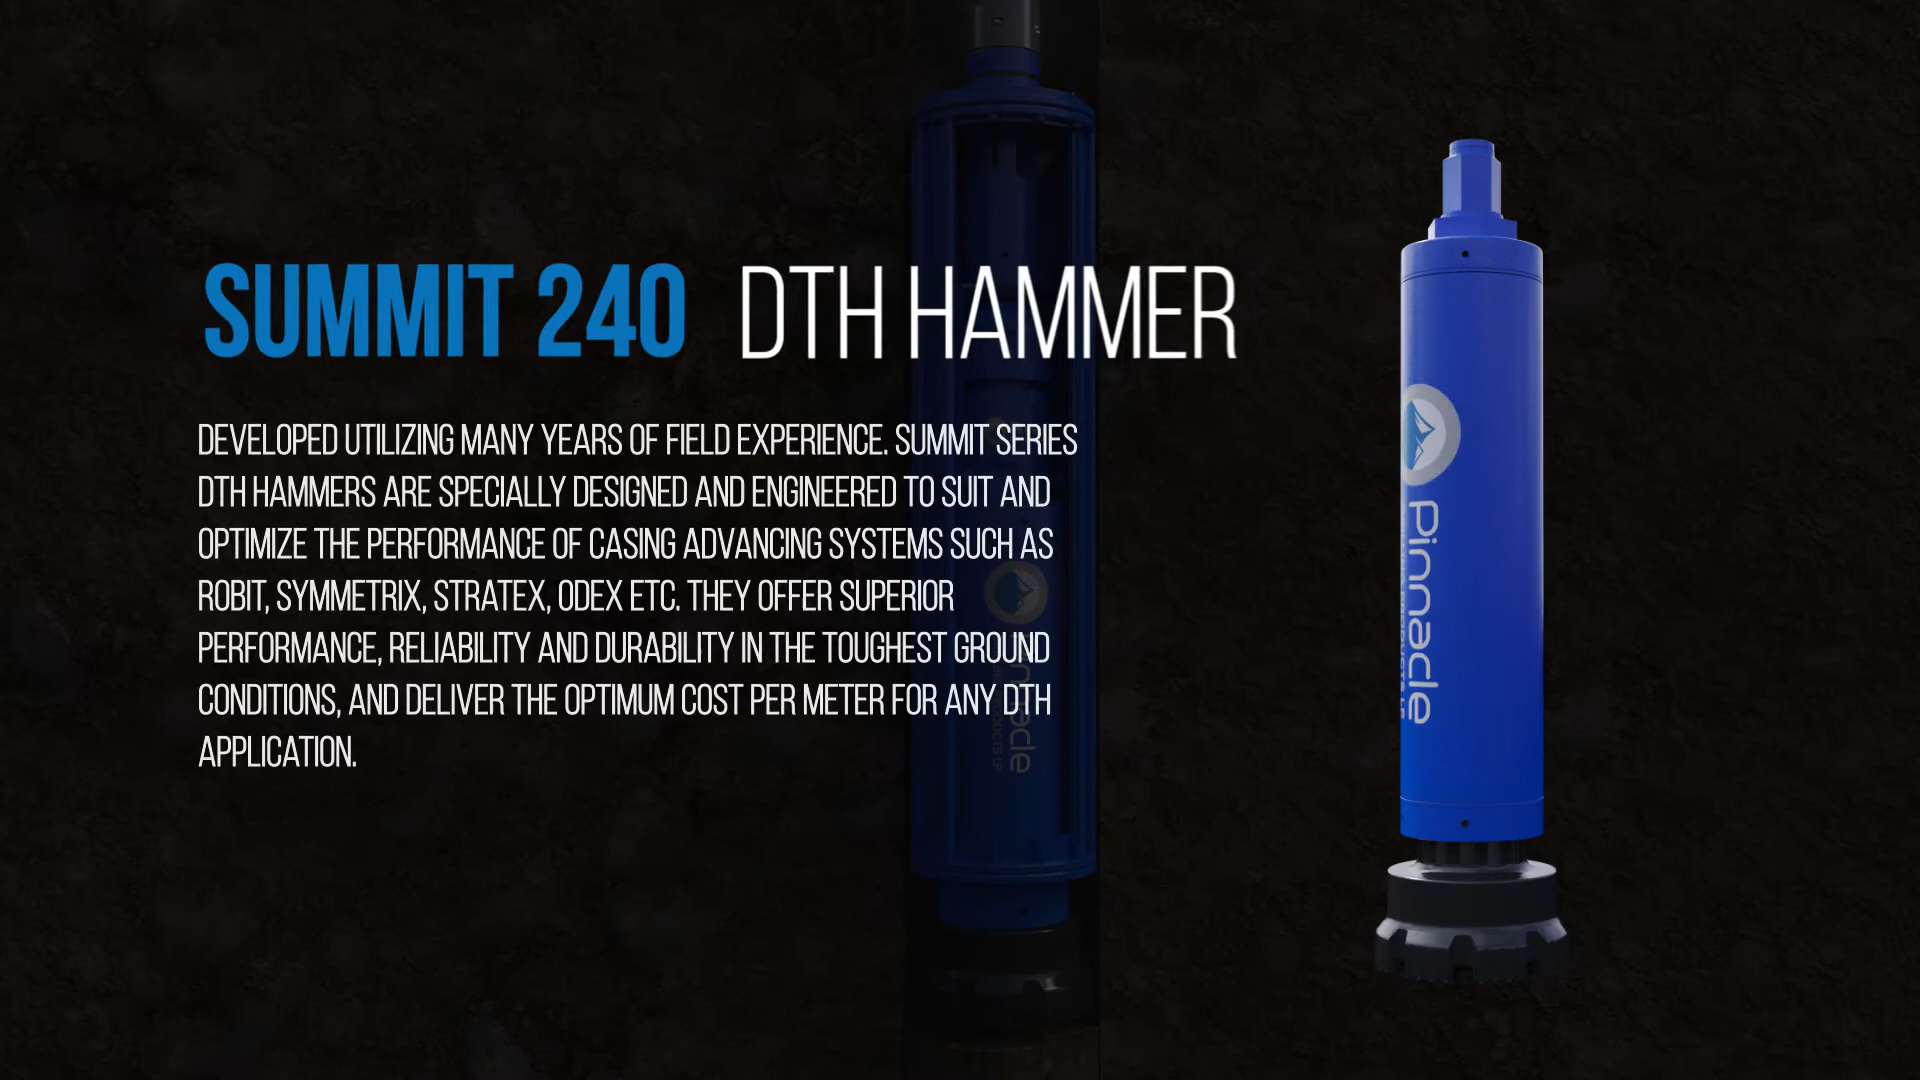 SUMMIT 240 DTH HAMMER
DEVELOPED UTILIZING MANY YEARS OF FIELD EXPERIENCE. SUMMIT SERIES
DTH HAMMERS ARE SPECIALLY DESIGNED AND ENGINEERED TO SUIT AND
OPTIMIZE THE PERFORMANCE OF CASING ADVANCING SYSTEMS SUCH AS
ROBIT, SYMMETRIX, STRATEX, ODEX ETC. THEY OFFER SUPERIOR
PERFORMANCE, RELIABILITY AND DURABILITY IN THE TOUGHEST GROUND
CONDITIONS, AND DELIVER THE OPTIMUM COST PER METER FOR ANY DTH
APPLICATION.
Pinnacle